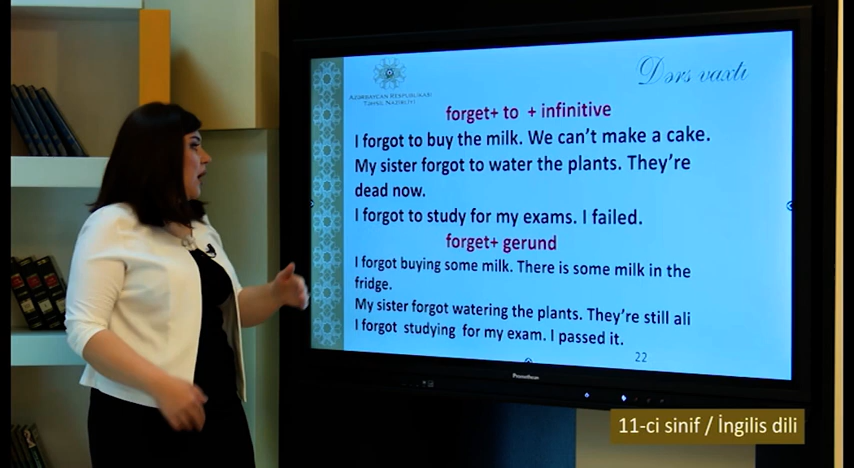 Dərs vaxtı
AZƏRBAYCAN RESPUBLİKASI
TƏHSİL NAZİRLİYİ
forget+ to + infinitive
I forgot to buy the milk. We can't make a cake.
My sister forgot to water the plants. They're
dead now.
I forgot to study for my exams. I failed.
forget+ gerund
I forgot buying some milk. There is some milk in the
fridge.
My sister forgot watering the plants. They're still ali
I forgot studying for my exam. I passed it.
22
Promethean
11-ci sinif / İngilis dili